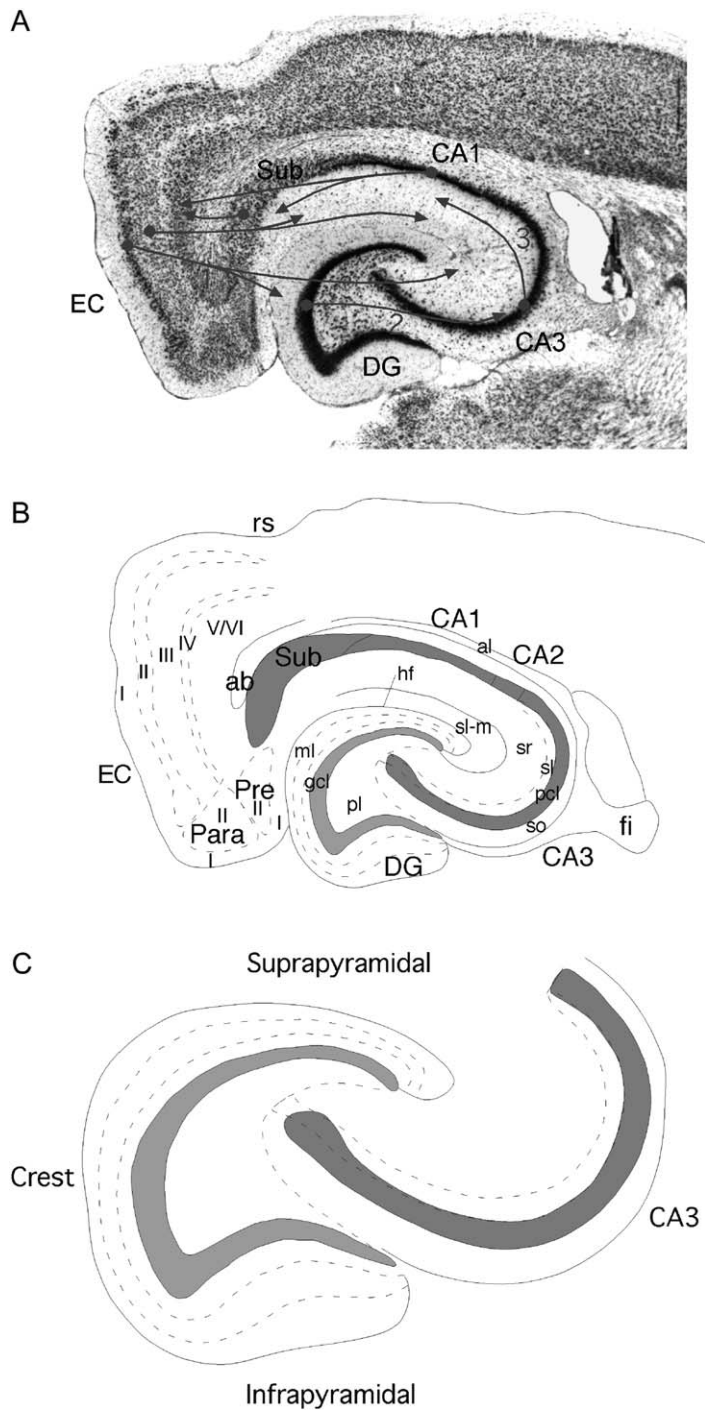 A
Sub
CA1
1
3
EC
2
CA3
DG
B
rs
V/VI
IV
III
II
I
ab
Sub
CA1
al
CA2
hf
sl-m
sr
sl
pcl
so
ml
gcl
pl
EC
Pre
II
II
I
Para
I
DG
CA3
fi
C
Suprapyramidal
Crest
CA3
Infrapyramidal